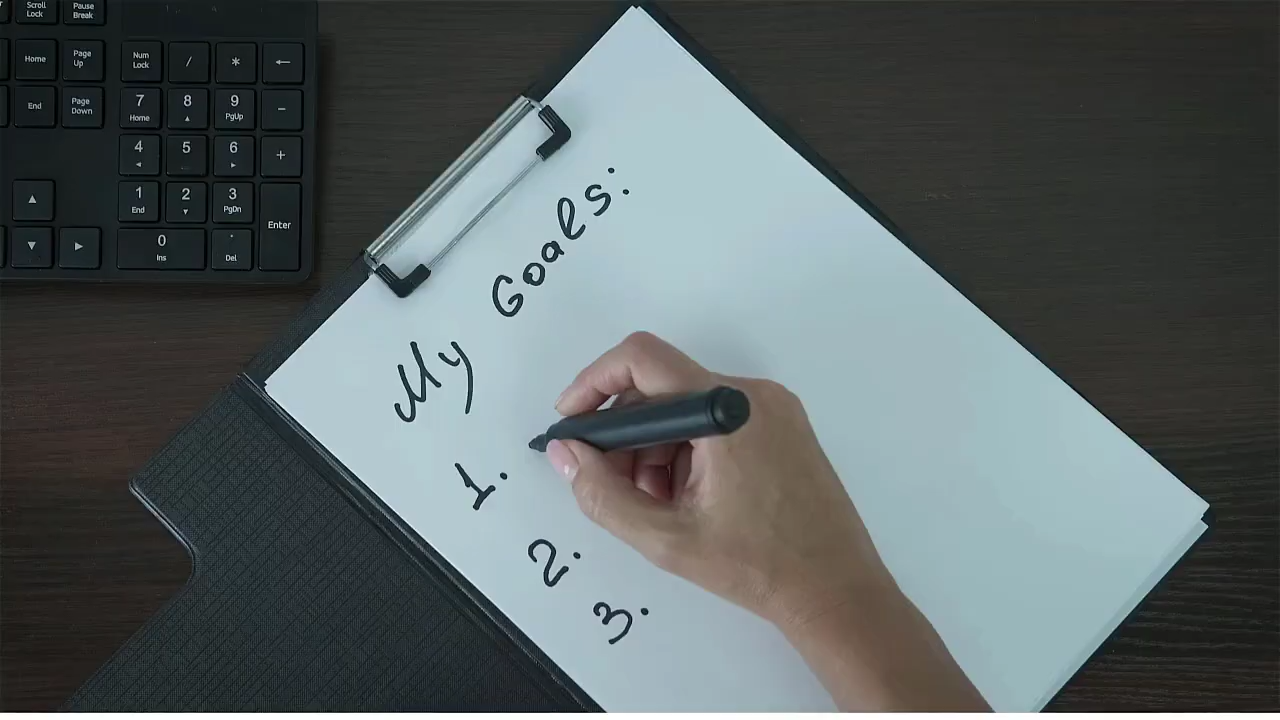 Scroll Lock Pause Break
Home Page Up Num Lock / * ←
End Page Down 7 Home 8 9 PgUp -
4 5 6 +
1 End 2 3 PgDn Enter
0 Ins . Del
My Goals:
1.
2.
3.